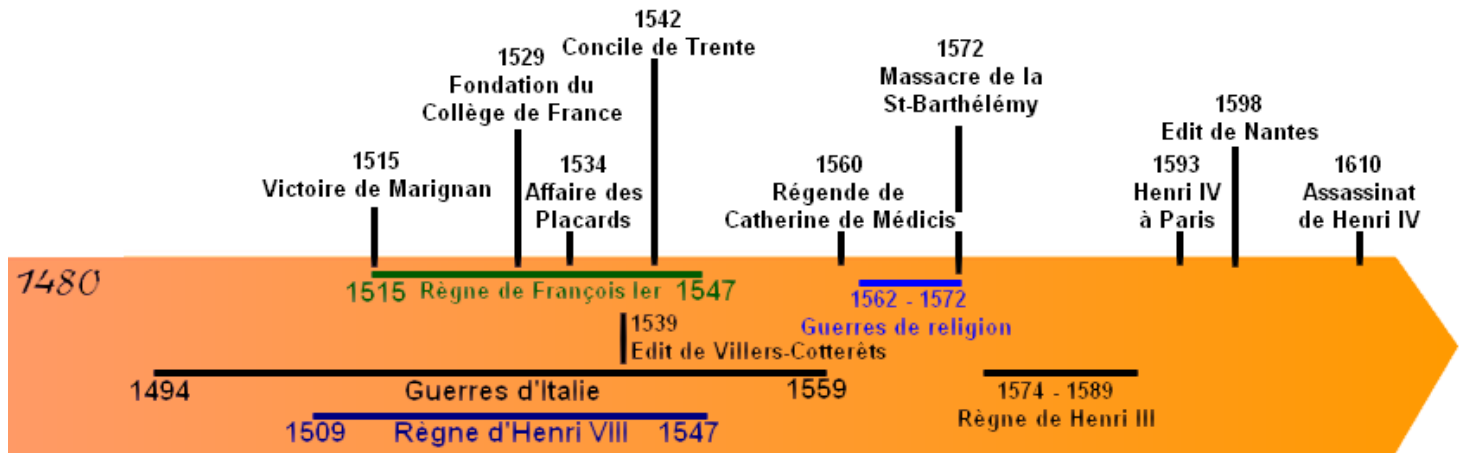 1542
Concile de Trente
1529
Fondation du
Collège de France
1572
Massacre de la
St-Barthélémy
1598
Edit de Nantes
1515
Victoire de Marignan
1534
Affaire des
Placards
1560
Régende de
Catherine de Médicis
1593
Henri IV
à Paris
1610
Assassinat
de Henri IV
1480
1515 Règne de François Ier 1547
1562 - 1572
Guerres de religion
1539
Edit de Villers-Cotterêts
1494 Guerres d'Italie 1559
1574 - 1589
Règne de Henri III
1509 Règne d'Henri VIII 1547